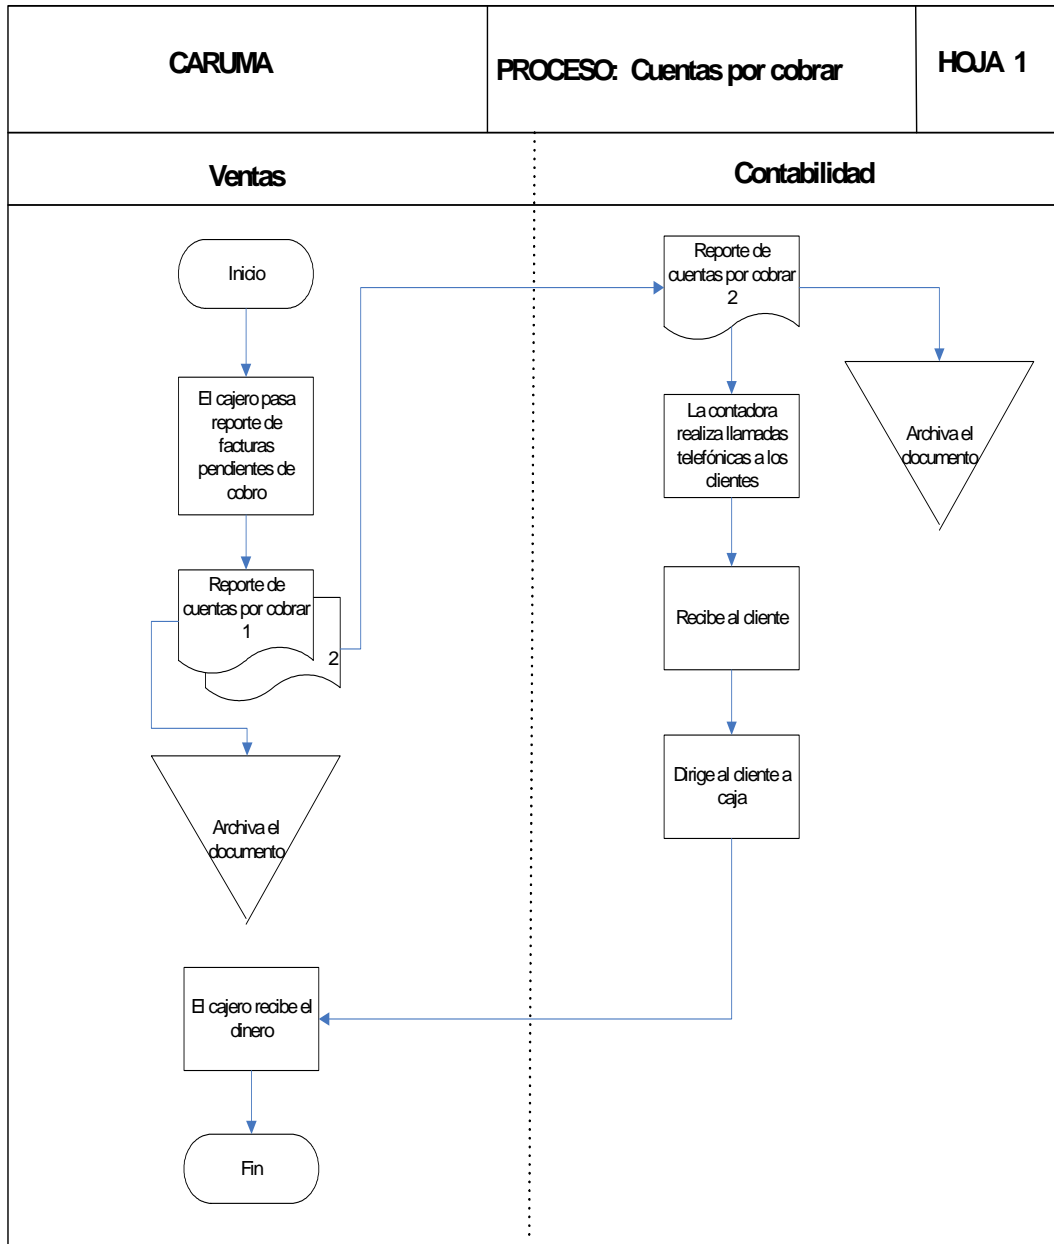 CARUMA
PROCESO: Cuentas por cobrar
HOJA 1
Ventas
Contabilidad
Inicio
El cajero pasa
reporte de
facturas
pendientes de
cobro
Reporte de
cuentas por cobrar
1
2
Archiva el
documento
El cajero recibe el
dinero
Fin
Reporte de
cuentas por cobrar
2
La contadora
realiza llamadas
telefónicas a los
clientes
Recibe al cliente
Dirige al cliente a
caja
Archiva el
documento